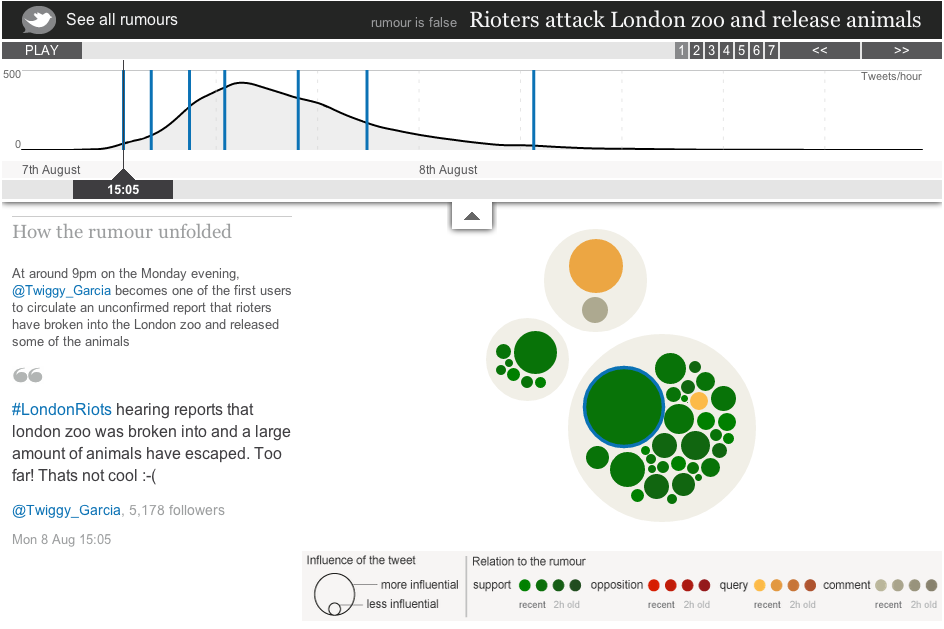 See all rumours
rumour is false Rioters attack London zoo and release animals
PLAY
1 2 3 4 5 6 7 << >>
500
Tweets/hour
0
7th August
8th August
15:05
How the rumour unfolded
At around 9pm on the Monday evening,
@Twiggy_Garcia becomes one of the first users
to circulate an unconfirmed report that rioters
have broken into the London zoo and released
some of the animals
❝
#LondonRiots hearing reports that
london zoo was broken into and a large
amount of animals have escaped. Too
far! Thats not cool :-(
@Twiggy_Garcia, 5,178 followers
Mon 8 Aug 15:05
Influence of the tweet
more influential
less influential
Relation to the rumour
support opposition query comment
recent 2h old recent 2h old recent 2h old recent 2h old